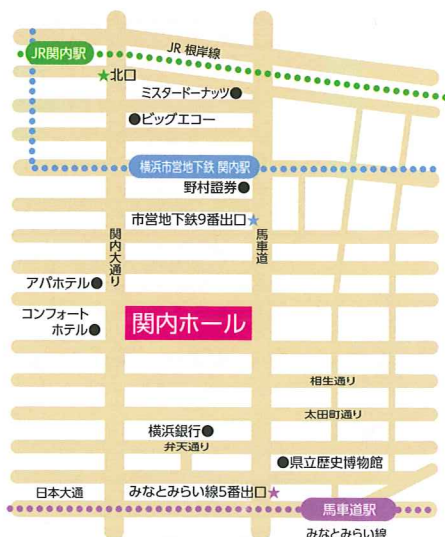 JR 根岸線
JR関内駅
★北口
ミスタードーナッツ●
●ビッグエコー
横浜市営地下鉄 関内駅
野村證券●
市営地下鉄9番出口★
関内大通り
馬車道
アパホテル●
コンフォート
ホテル●
関内ホール
相生通り
太田町通り
横浜銀行●
弁天通り
●県立歴史博物館
日本大通
みなとみらい線5番出口★
馬車道駅
みなとみらい線